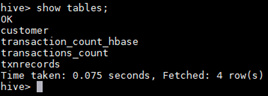 hive> show tables;
OK
customer
transaction_count_hbase
transactions_count
txnrecords
Time taken: 0.075 seconds, Fetched: 4 row(s)
hive>